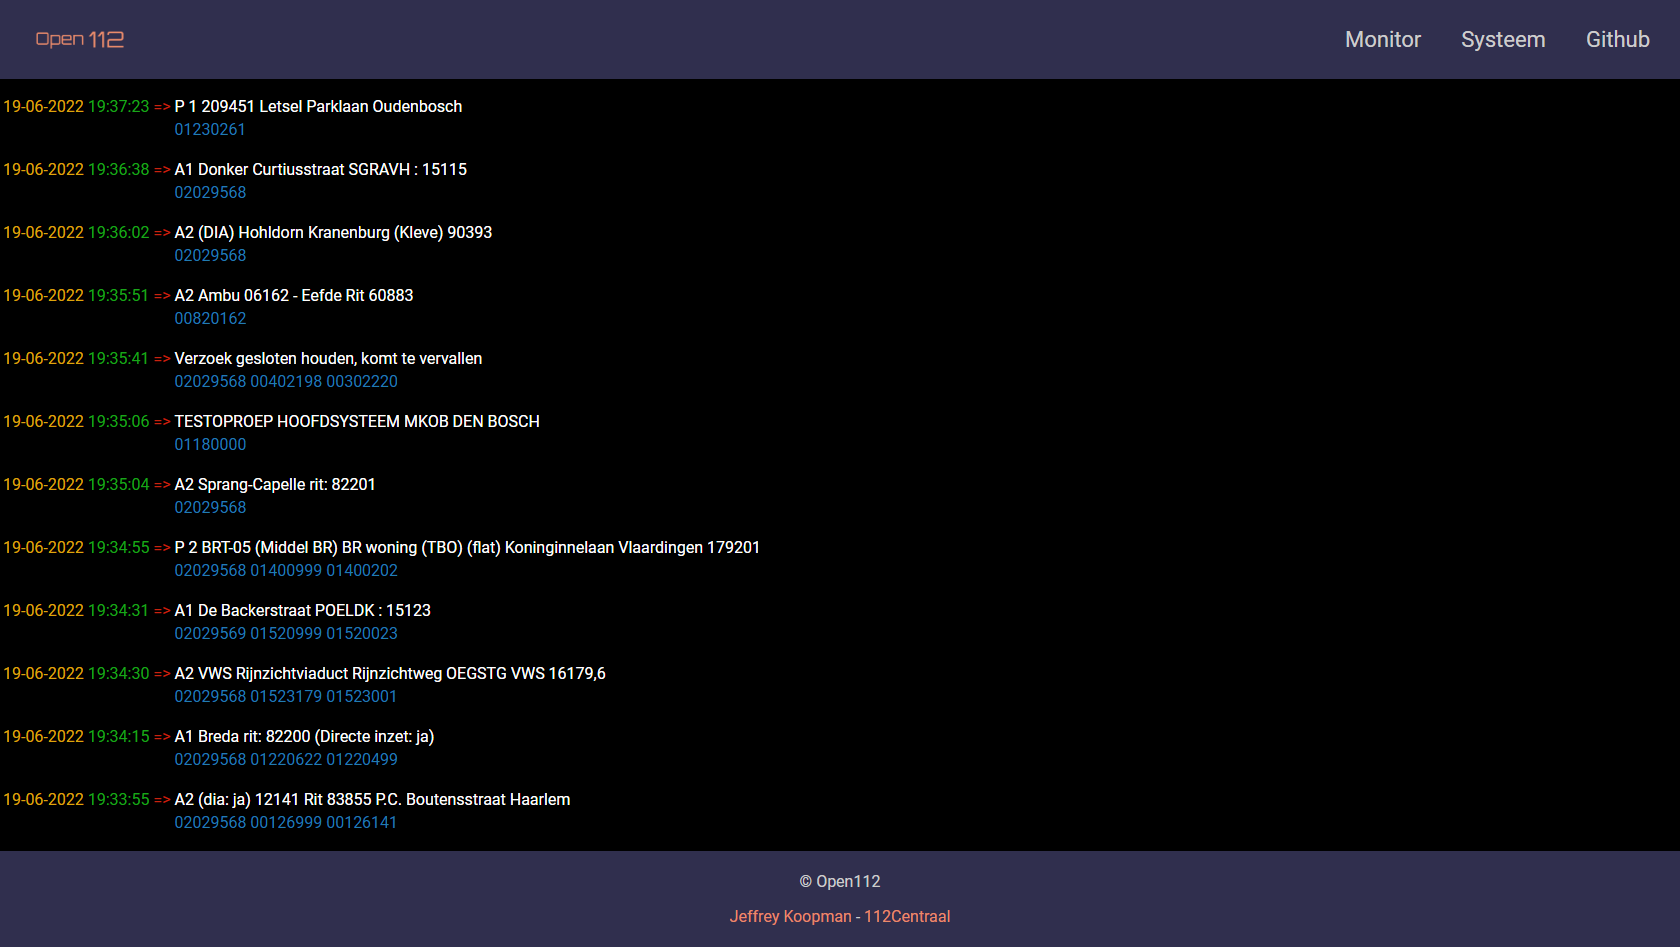 Open 112
Monitor Systeem Github
19-06-2022 19:37:23 => P 1 209451 Letsel Parklaan Oudenbosch
01230261
19-06-2022 19:36:38 => A1 Donker Curtiusstraat SGRAVH : 15115
02029568
19-06-2022 19:36:02 => A2 (DIA) Hohldorn Kranenburg (Kleve) 90393
02029568
19-06-2022 19:35:51 => A2 Ambu 06162 - Eefde Rit 60883
00820162
19-06-2022 19:35:41 => Verzoek gesloten houden, komt te vervallen
02029568 00402198 00302220
19-06-2022 19:35:06 => TESTOPROEP HOOFDSYSTEEM MKOB DEN BOSCH
01180000
19-06-2022 19:35:04 => A2 Sprang-Capelle rit: 82201
02029568
19-06-2022 19:34:55 => P 2 BRT-05 (Middel BR) BR woning (TBO) (flat) Koninginnelaan Vlaardingen 179201
02029568 01400999 01400202
19-06-2022 19:34:31 => A1 De Backerstraat POELDK : 15123
02029569 01520999 01520023
19-06-2022 19:34:30 => A2 VWS Rijnzichtviaduct Rijnzichtweg OEGSTG VWS 16179,6
02029568 01523179 01523001
19-06-2022 19:34:15 => A1 Breda rit: 82200 (Directe inzet: ja)
02029568 01220622 01220499
19-06-2022 19:33:55 => A2 (dia: ja) 12141 Rit 83855 P.C. Boutensstraat Haarlem
02029568 00126999 00126141
© Open112
Jeffrey Koopman - 112Centraal